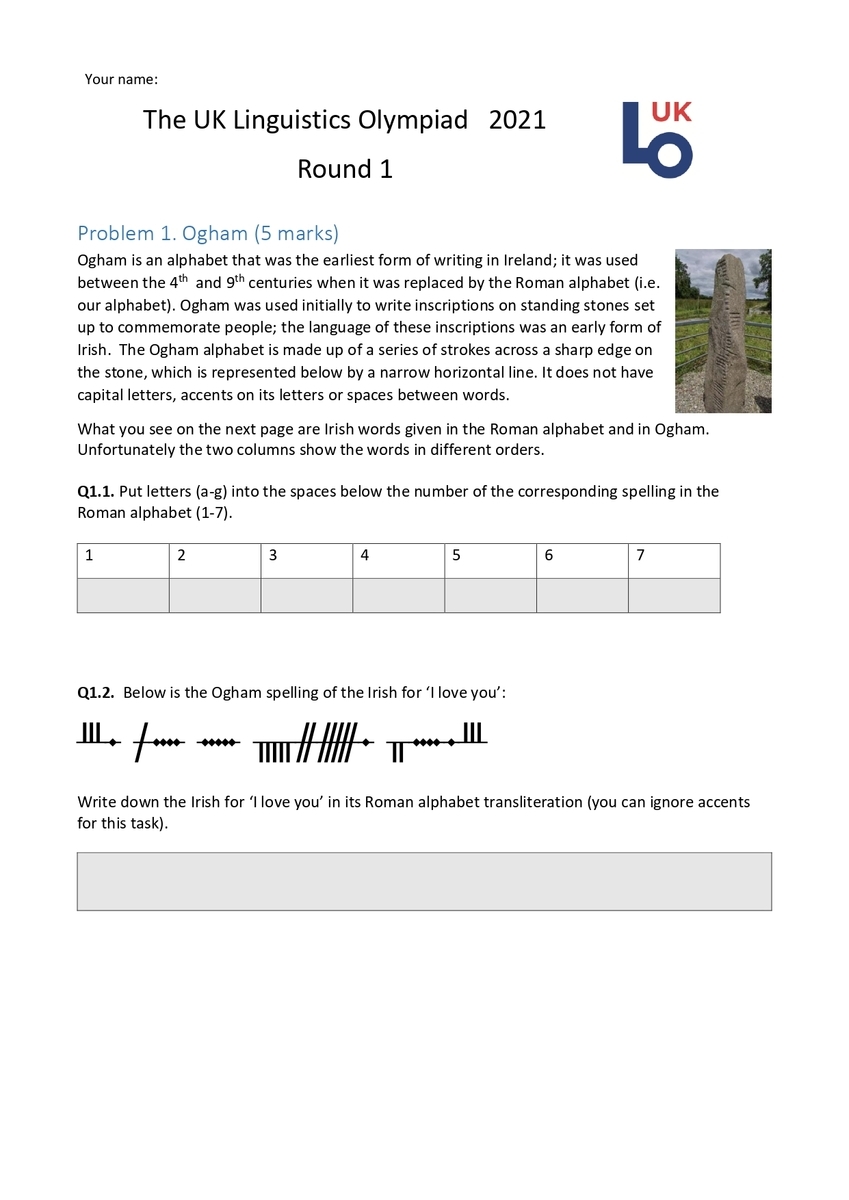 Your name:
The UK Linguistics Olympiad 2021
Round 1
UK
LO
Problem 1. Ogham (5 marks)
Ogham is an alphabet that was the earliest form of writing in Ireland; it was used
between the 4th and 9th centuries when it was replaced by the Roman alphabet (i.e.
our alphabet). Ogham was used initially to write inscriptions on standing stones set
up to commemorate people; the language of these inscriptions was an early form of
Irish. The Ogham alphabet is made up of a series of strokes across a sharp edge on
the stone, which is represented below by a narrow horizontal line. It does not have
capital letters, accents on its letters or spaces between words.
What you see on the next page are Irish words given in the Roman alphabet and in Ogham.
Unfortunately the two columns show the words in different orders.
Q1.1. Put letters (a-g) into the spaces below the number of the corresponding spelling in the
Roman alphabet (1-7).
1 2 3 4 5 6 7
Q1.2. Below is the Ogham spelling of the Irish for ‘I love you’:
ᚈᚐ ᚋᚓ ᚔ ᚅᚌᚏᚐ ᚂᚓᚐᚈ
Write down the Irish for ‘I love you’ in its Roman alphabet transliteration (you can ignore accents
for this task).